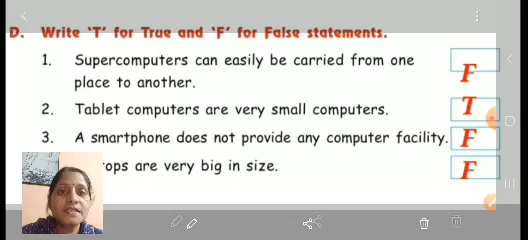 D. Write 'T' for True and 'F' for False statements.
1. Supercomputers can easily be carried from one
place to another. F
2. Tablet computers are very small computers. T
3. A smartphone does not provide any computer facility. F
are very big in size. F